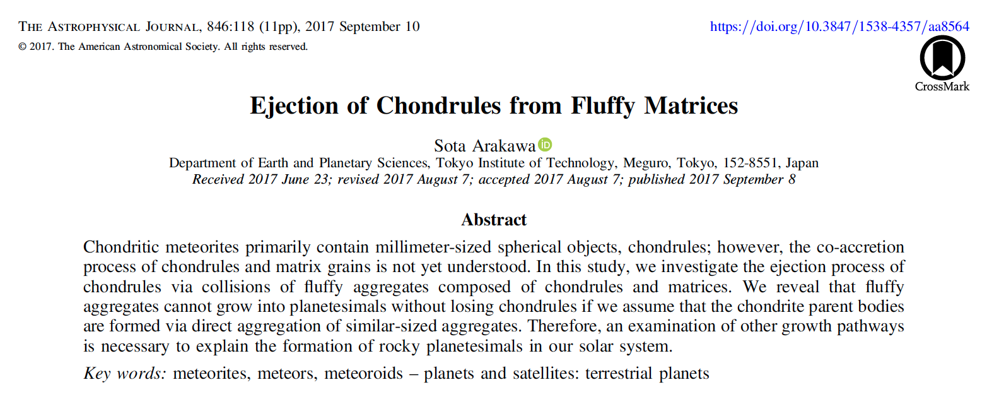 THE ASTROPHYSICAL JOURNAL, 846:118 (11pp), 2017 September 10
https://doi.org/10.3847/1538-4357/aa8564
© 2017. The American Astronomical Society. All rights reserved.
CrossMark
Ejection of Chondrules from Fluffy Matrices
Sota Arakawa iD
Department of Earth and Planetary Sciences, Tokyo Institute of Technology, Meguro, Tokyo, 152-8551, Japan
Received 2017 June 23; revised 2017 August 7; accepted 2017 August 7; published 2017 September 8
Abstract
Chondritic meteorites primarily contain millimeter-sized spherical objects, chondrules; however, the co-accretion
process of chondrules and matrix grains is not yet understood. In this study, we investigate the ejection process of
chondrules via collisions of fluffy aggregates composed of chondrules and matrices. We reveal that fluffy
aggregates cannot grow into planetesimals without losing chondrules if we assume that the chondrite parent bodies
are formed via direct aggregation of similar-sized aggregates. Therefore, an examination of other growth pathways
is necessary to explain the formation of rocky planetesimals in our solar system.
Key words: meteorites, meteors, meteoroids – planets and satellites: terrestrial planets